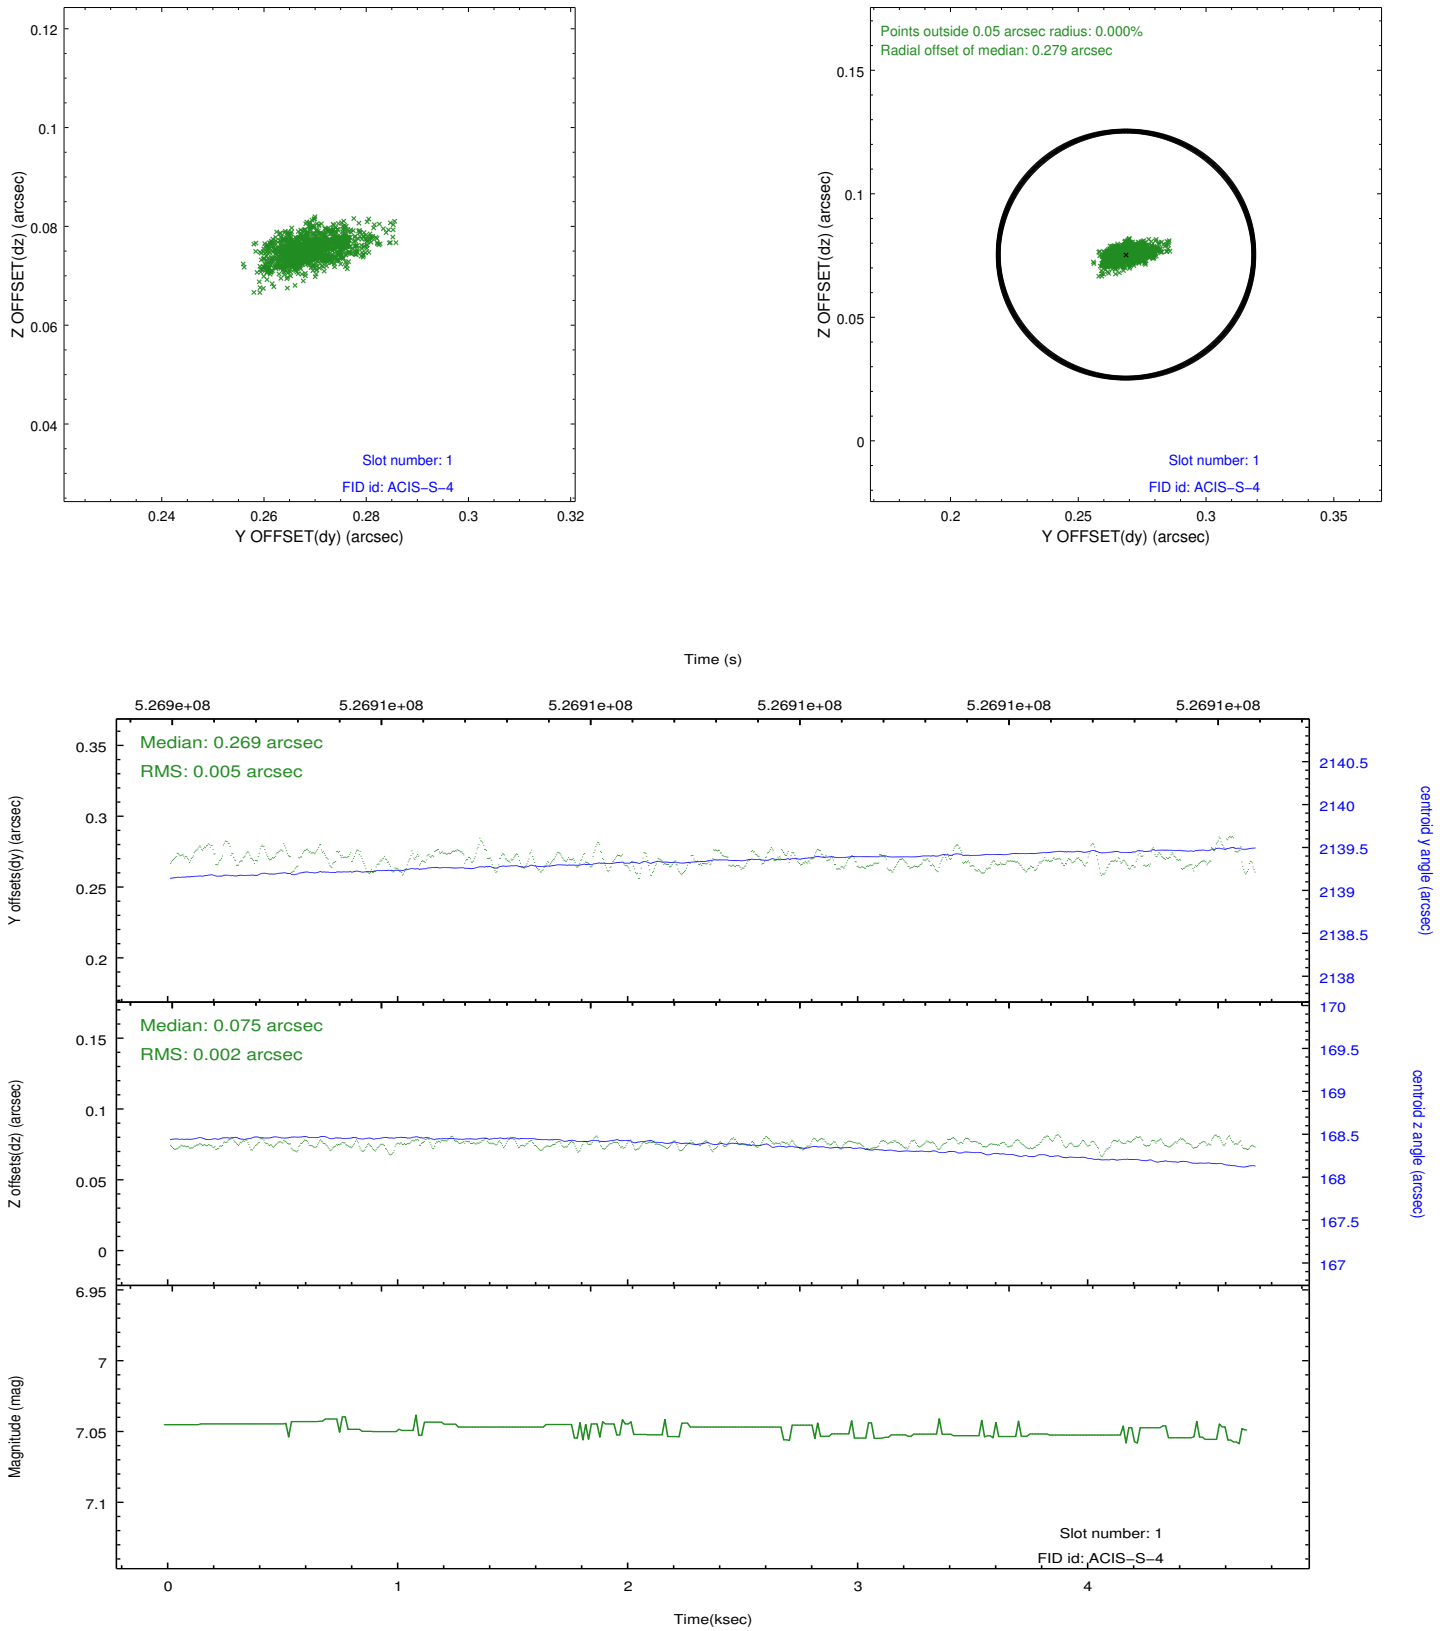 0.12
0.1
0.08
0.06
0.04
Z OFFSET(dz) (arcsec)
Slot number: 1
FID id: ACIS−S−4
0.24 0.26 0.28 0.3 0.32
Y OFFSET(dy) (arcsec)
Points outside 0.05 arcsec radius: 0.000%
Radial offset of median: 0.279 arcsec
0.15
0.1
0.05
0
Z OFFSET(dz) (arcsec)
Slot number: 1
FID id: ACIS−S−4
0.2 0.25 0.3 0.35
Y OFFSET(dy) (arcsec)
Time (s)
5.269e+08 5.2691e+08 5.2691e+08 5.2691e+08 5.2691e+08 5.2691e+08
Median: 0.269 arcsec
RMS: 0.005 arcsec
0.35
0.3
0.25
0.2
Y offsets(dy) (arcsec)
2140.5
2140
2139.5
2139
2138.5
2138
centroid y angle (arcsec)
Median: 0.075 arcsec
RMS: 0.002 arcsec
0.15
0.1
0.05
0
Z offsets(dz) (arcsec)
170
169.5
169
168.5
168
167.5
167
centroid z angle (arcsec)
6.95
7
7.05
7.1
Magnitude (mag)
Slot number: 1
FID id: ACIS−S−4
0 1 2 3 4
Time(ksec)